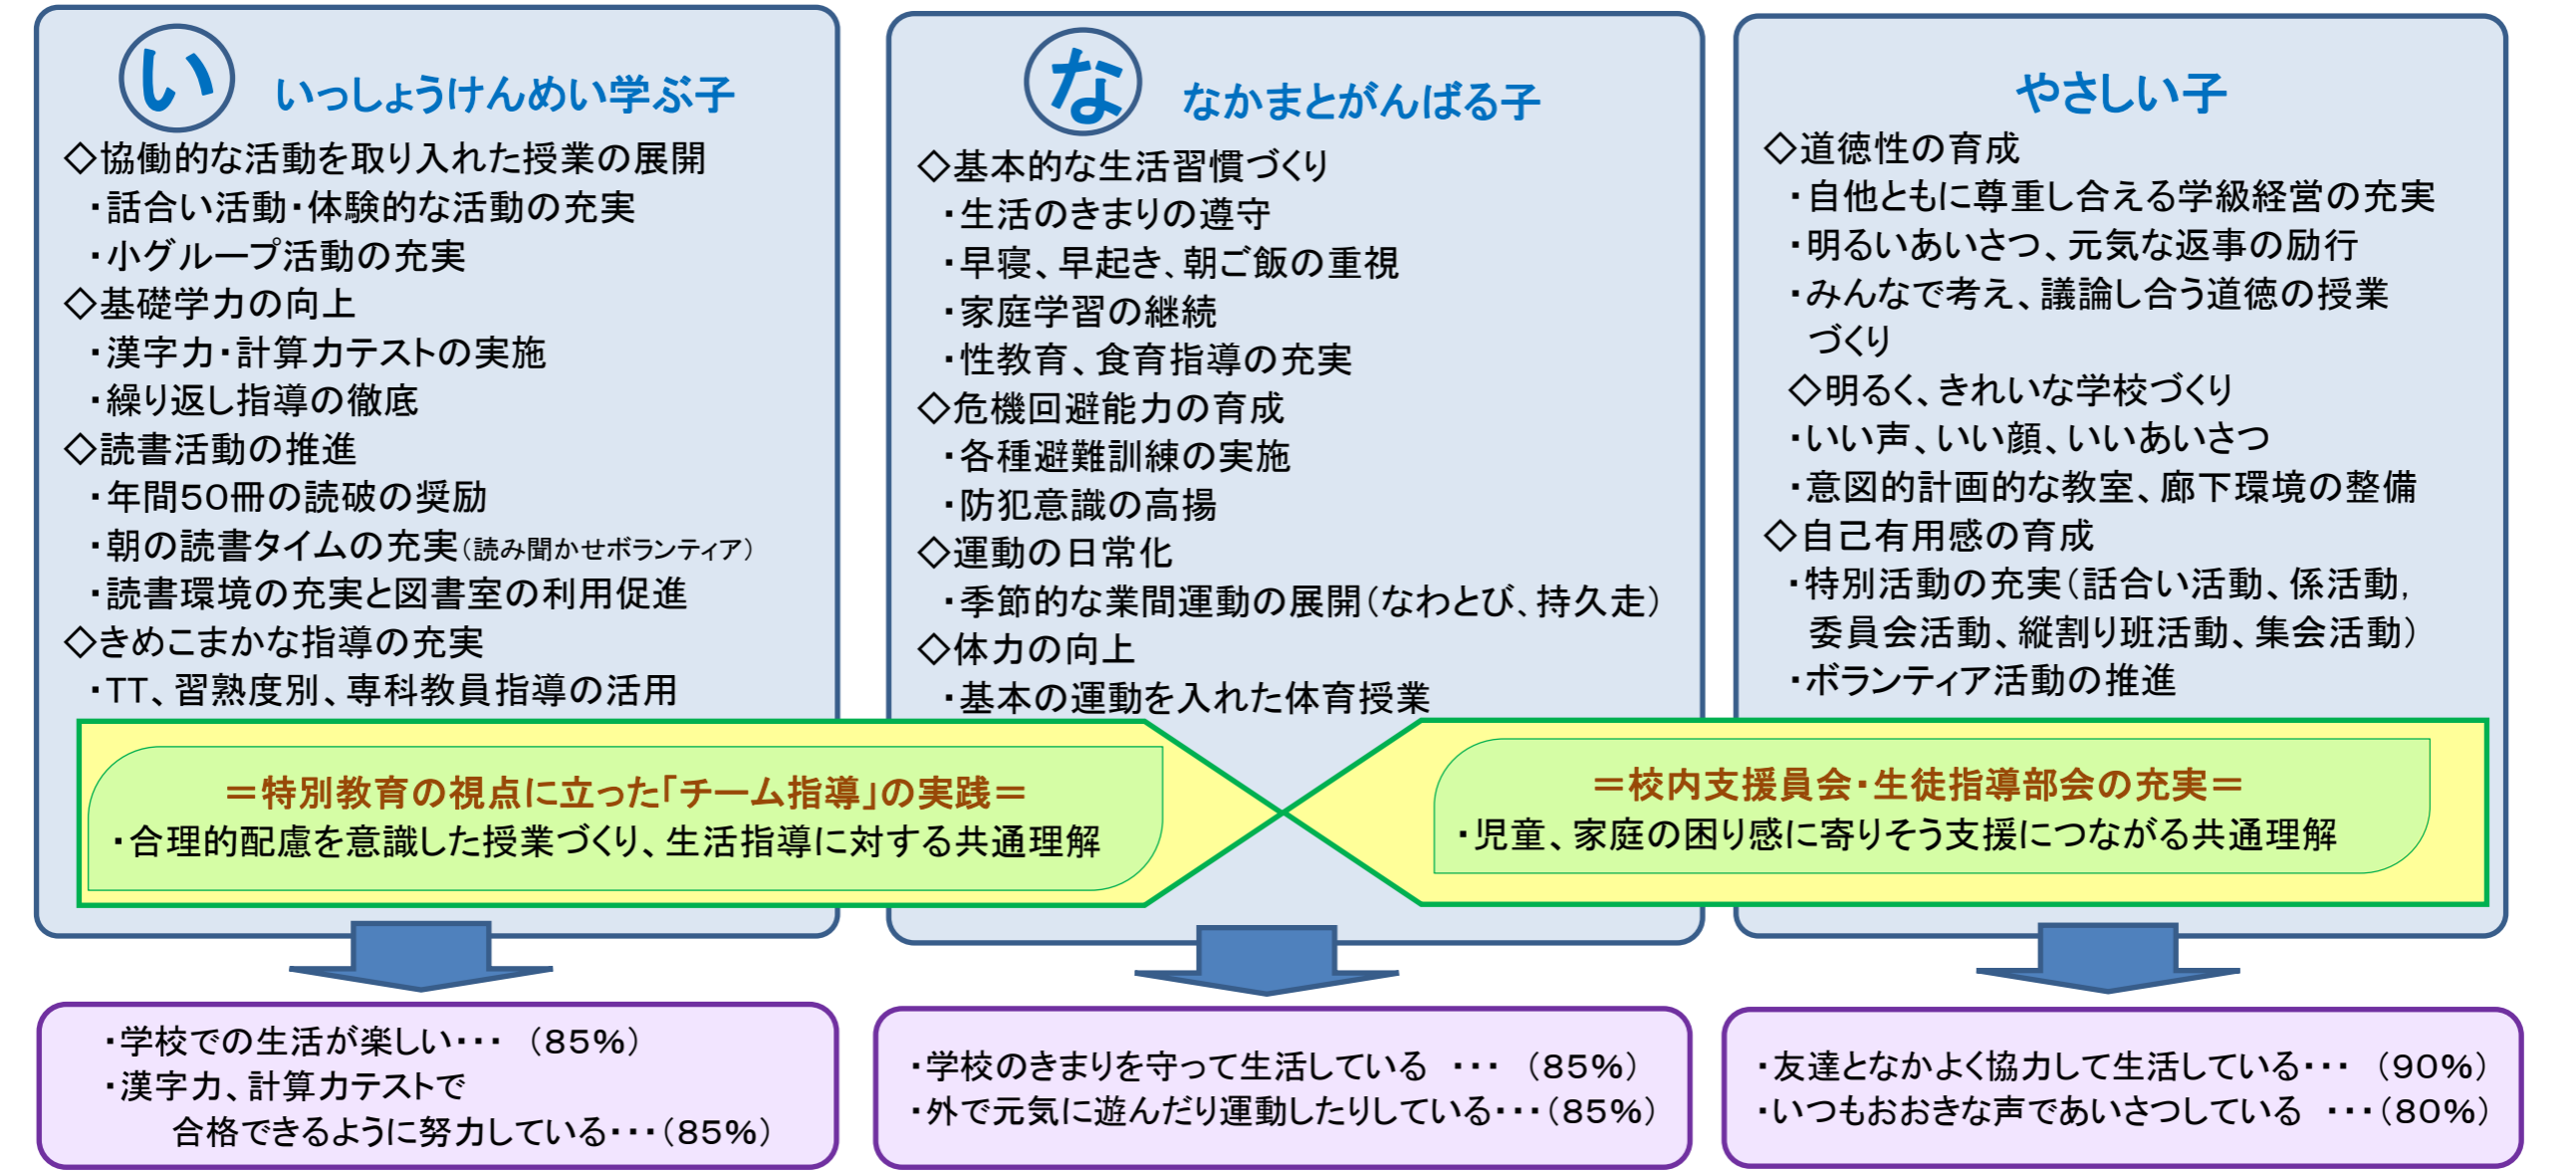 い いっしょうけんめい学ぶ子
◇協働的な活動を取り入れた授業の展開
・話合い活動・体験的な活動の充実
・小グループ活動の充実
◇基礎学力の向上
・漢字力・計算力テストの実施
・繰り返し指導の徹底
◇読書活動の推進
・年間50冊の読破の奨励
・朝の読書タイムの充実(読み聞かせボランティア)
・読書環境の充実と図書室の利用促進
◇きめこまかな指導の充実
・TT、習熟度別、専科教員指導の活用
な なかまとがんばる子
◇基本的な生活習慣づくり
・生活のきまりの遵守
・早寝、早起き、朝ご飯の重視
・家庭学習の継続
・性教育、食育指導の充実
◇危機回避能力の育成
・各種避難訓練の実施
・防犯意識の高揚
◇運動の日常化
・季節的な業間運動の展開(なわとび、持久走)
◇体力の向上
・基本の運動を入れた体育授業
やさしい子
◇道徳性の育成
・自他ともに尊重し合える学級経営の充実
・明るいあいさつ、元気な返事の励行
・みんなで考え、議論し合う道徳の授業
づくり
◇明るく、きれいな学校づくり
・いい声、いい顔、いいあいさつ
・意図的計画的な教室、廊下環境の整備
◇自己有用感の育成
・特別活動の充実(話合い活動、係活動,
委員会活動、縦割り班活動、集会活動)
・ボランティア活動の推進
=特別教育の視点に立った「チーム指導」の実践=
・合理的配慮を意識した授業づくり、生活指導に対する共通理解
=校内支援員会・生徒指導部会の充実=
・児童、家庭の困り感に寄りそう支援につながる共通理解
・学校での生活が楽しい・・・ (85%)
・漢字力、計算力テストで
合格できるように努力している・・・(85%)
・学校のきまりを守って生活している ・・・ (85%)
・外で元気に遊んだり運動したりしている・・・(85%)
・友達となかよく協力して生活している・・・ (90%)
・いつもおおきな声であいさつしている ・・・(80%)